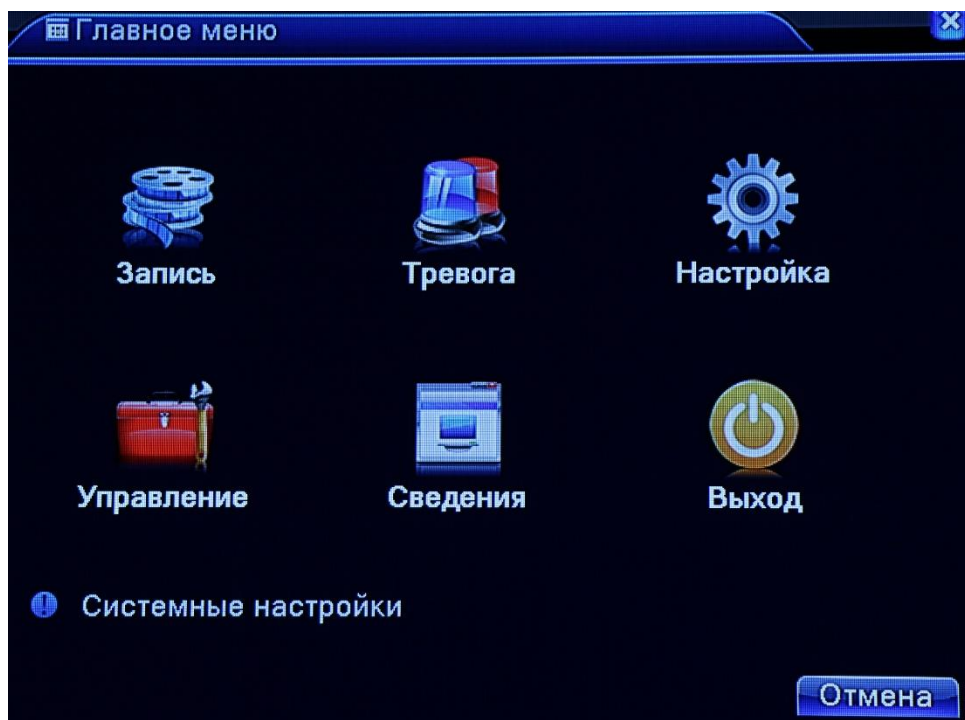 Главное меню
Запись Тревога Настройка
Управление Сведения Выход
Системные настройки
Отмена